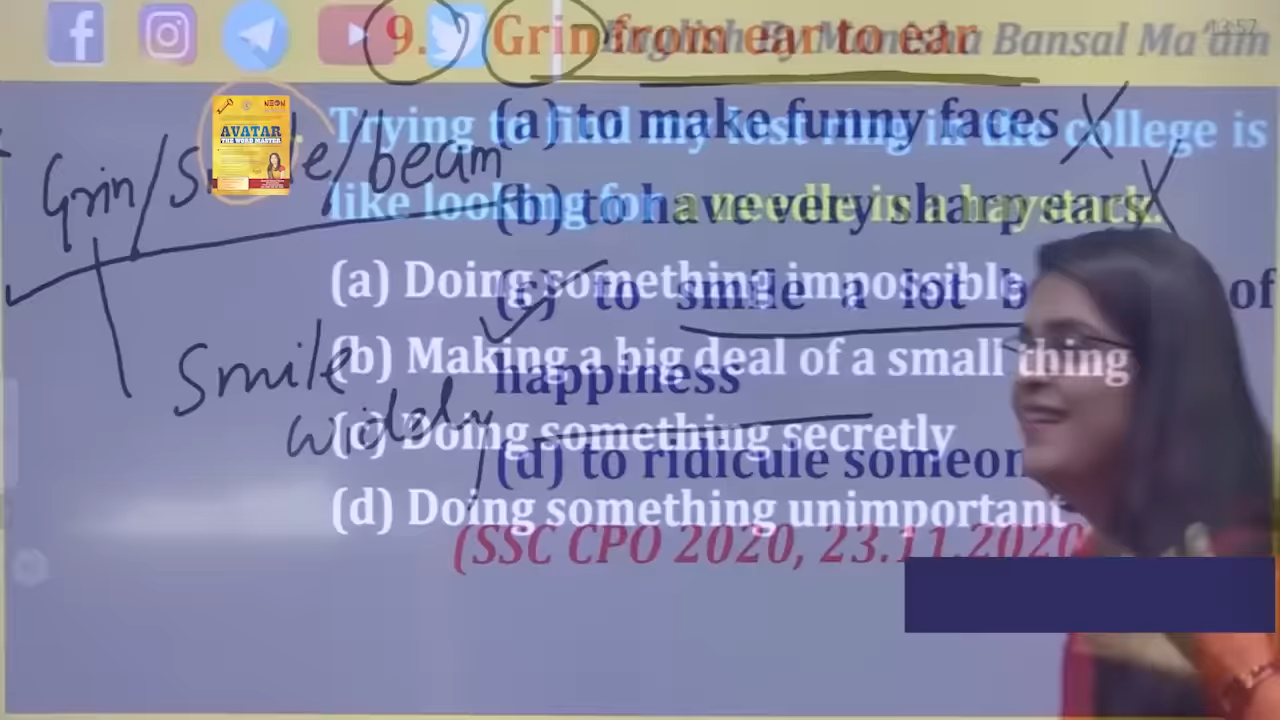 9. Grin from ear to ear
English By Manisha Bansal Ma'am
13:57
AVATAR
THE WORD MASTER
Grin/Smile/beam
Smile
widely
(a) to make funny faces
(b) to have very sharp ears
(c) to smile a lot
of
happiness
(d) to ridicule
(SSC CPO 2020, 23.11.2020
Trying to find my lost ring in the college is
like looking for a needle in a haystack.
(a) Doing something impossible
(b) Making a big deal of a small thing
(c) Doing something secretly
(d) Doing something unimportant